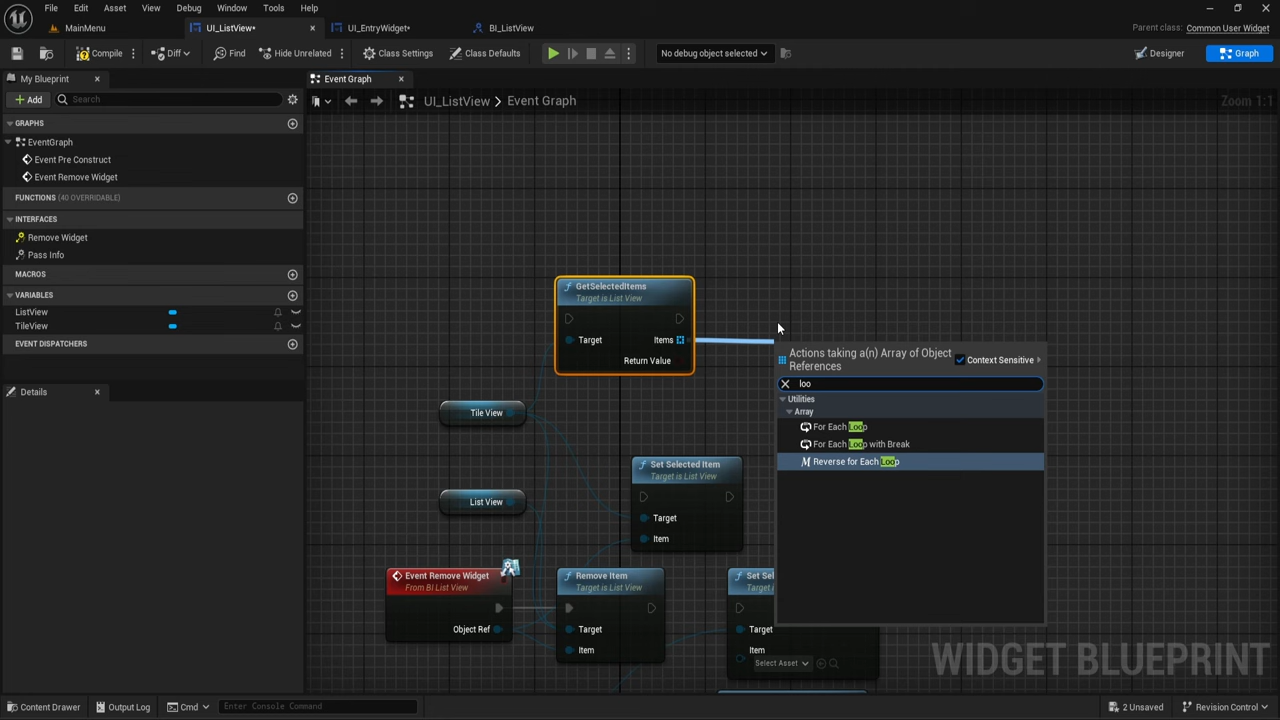 File Edit Asset View Debug Window Tools Help
MainMenu
UI_ListView*
UI_EntryWidget*
BI_ListView
Parent class: Common User Widget
Compile
Diff
Find
Hide Unrelated
Class Settings
Class Defaults
No debug object selected
Designer
Graph
My Blueprint
Event Graph
Add
Search
UI_ListView > Event Graph
Zoom 1:1
GRAPHS
EventGraph
Event Pre Construct
Event Remove Widget
FUNCTIONS (40 OVERRIDABLE)
INTERFACES
Remove Widget
Pass Info
MACROS
VARIABLES
ListView
TileView
EVENT DISPATCHERS
Details
GetSelectedItems
Target is List View
Target
Items
Return Value
Actions taking a(n) Array of Object
References
Context Sensitive
loo
Utilities
Array
For Each Loop
For Each Loop with Break
Reverse for Each Loop
Tile View
Set Selected Item
Target is List View
Target
Item
List View
Event Remove Widget
From BI List View
Object Ref
Remove Item
Target is List View
Target
Item
Set Sel
Target is
Target
Item
Select Asset
WIDGET BLUEPRINT
Content Drawer
Output Log
Cmd
Enter Console Command
2 Unsaved
Revision Control